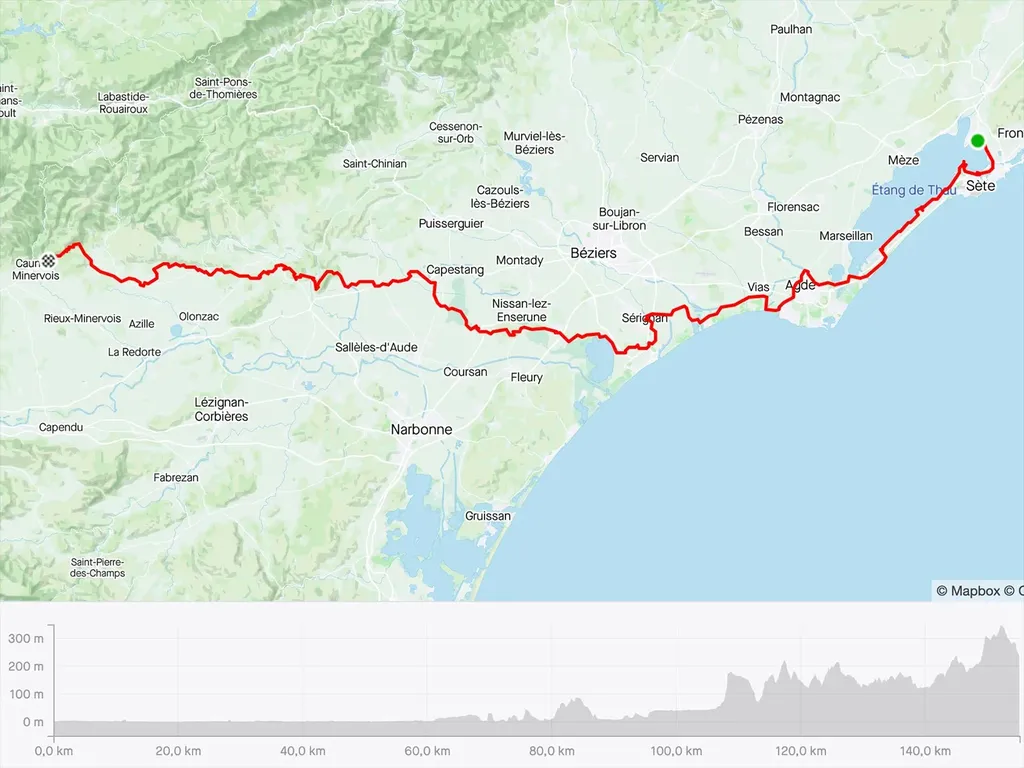 Paulhan
Saint-Pons-
de-Thomières
Labastide-
Rouairoux
int-
ans-
oult
Montagnac
Pézenas
Cessenon-
sur-Orb
Murviel-lès-
Béziers
Fron
Saint-Chinian
Servian
Mèze
Étang de Thau
Sète
Cazouls-
lès-Béziers
Florensac
Puisserguier
Boujan-
sur-Libron
Bessan
Marseillan
Béziers
Montady
Capestang
Caun
Minervois
Vias
Agde
Nissan-lez-
Enserune
Sérignan
Rieux-Minervois
Azille
Olonzac
La Redorte
Sallèles-d'Aude
Coursan
Fleury
Lézignan-
Corbières
Capendu
Narbonne
Fabrezan
Gruissan
Saint-Pierre-
des-Champs
© Mapbox ©
300 m
200 m
100 m
0 m
0,0 km
20,0 km
40,0 km
60,0 km
80,0 km
100,0 km
120,0 km
140,0 km